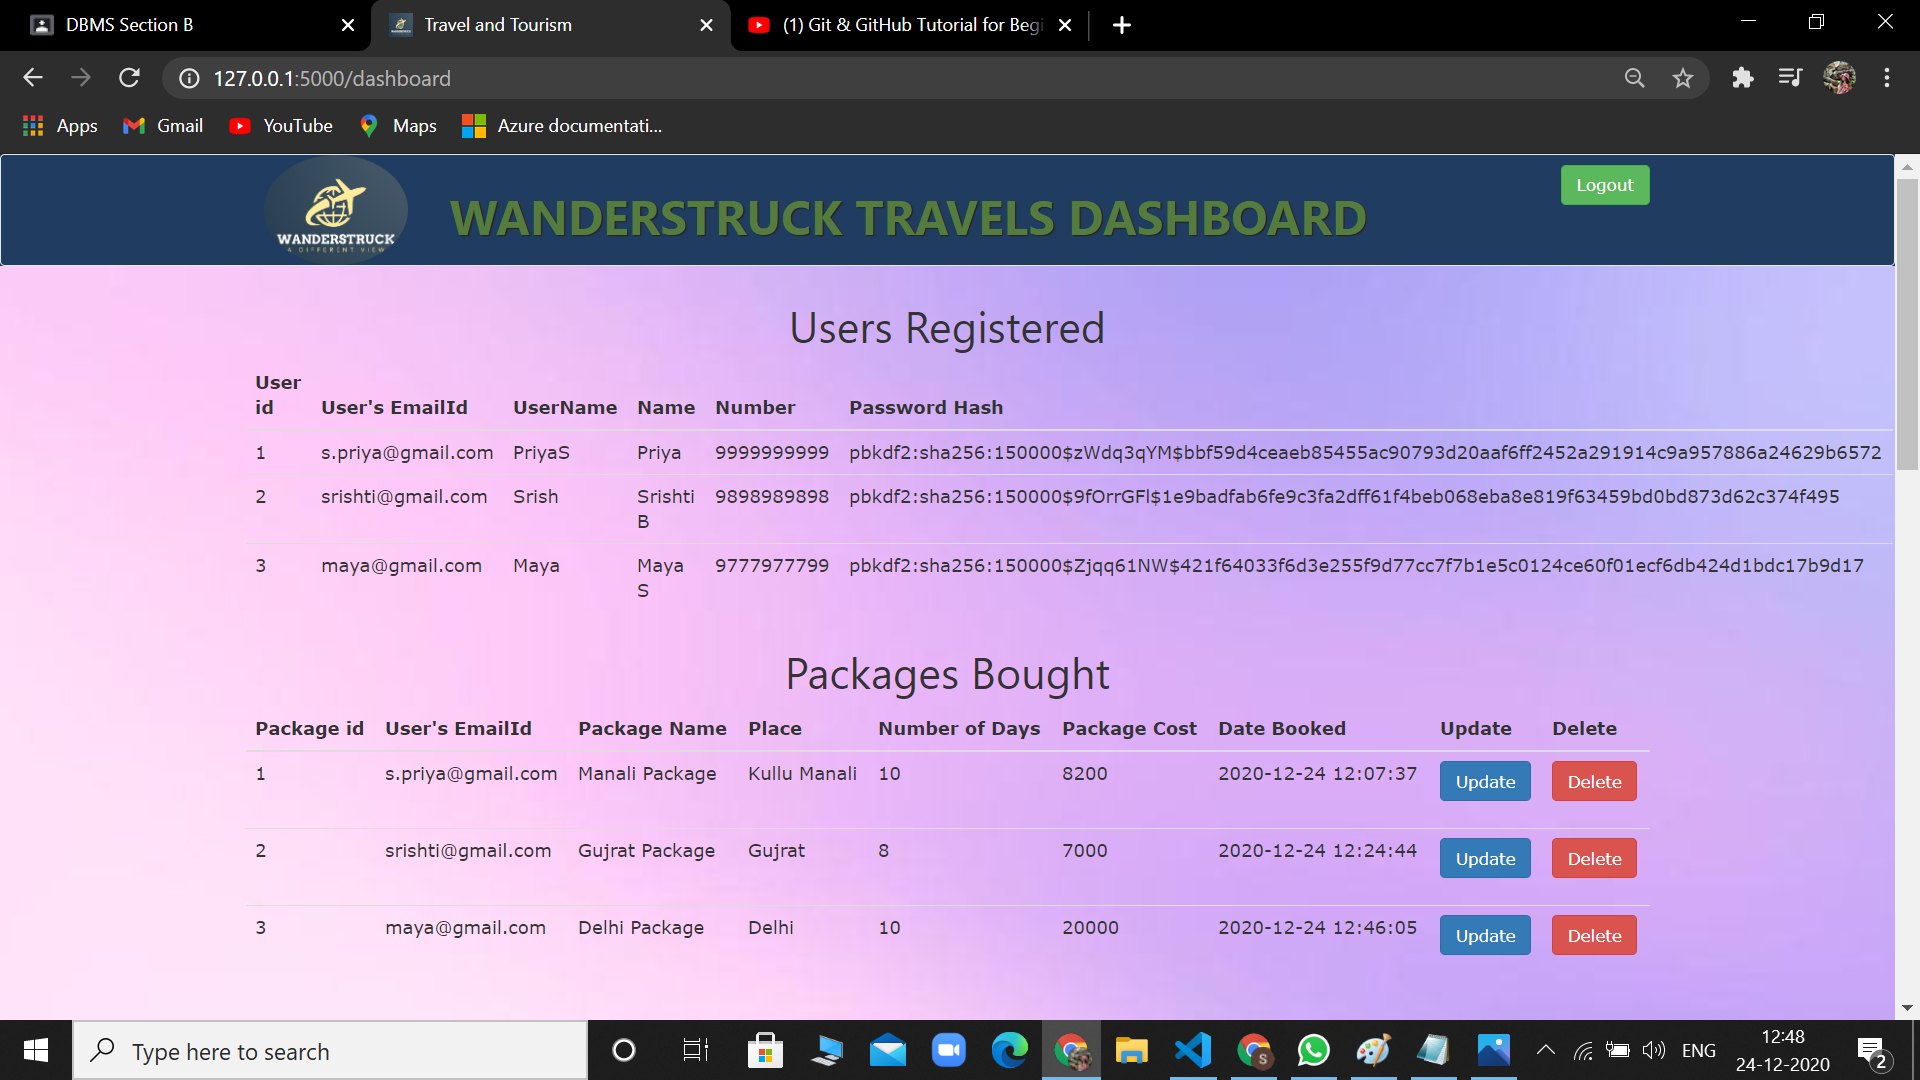 DBMS Section B
Travel and Tourism
(1) Git & GitHub Tutorial for Beg
127.0.0.1:5000/dashboard
Apps
Gmail
YouTube
Maps
Azure documentati...
WANDERSTRUCK
A DIFFERENT VIEW
WANDERSTRUCK TRAVELS DASHBOARD
Logout
Users Registered
User id User's EmailId UserName Name Number Password Hash
1 s.priya@gmail.com PriyaS Priya 9999999999 pbkdf2:sha256:150000$zWdq3qYM$bbf59d4ceaeb85455ac90793d20aaf6ff2452a291914c9a957886a24629b6572
2 srishti@gmail.com Srish Srishti B 9898989898 pbkdf2:sha256:150000$9fOrrGFl$1e9badfab6fe9c3fa2dff61f4beb068eba8e819f63459bd0bd873d62c374f495
3 maya@gmail.com Maya Maya S 9777977799 pbkdf2:sha256:150000$Zjqq61NW$421f64033f6d3e255f9d77cc7f7b1e5c0124ce60f01ecf6db424d1bdc17b9d17
Packages Bought
Package id User's EmailId Package Name Place Number of Days Package Cost Date Booked Update Delete
1 s.priya@gmail.com Manali Package Kullu Manali 10 8200 2020-12-24 12:07:37 Update Delete
2 srishti@gmail.com Gujrat Package Gujrat 8 7000 2020-12-24 12:24:44 Update Delete
3 maya@gmail.com Delhi Package Delhi 10 20000 2020-12-24 12:46:05 Update Delete
Type here to search
S
ENG
12:48
24-12-2020
2